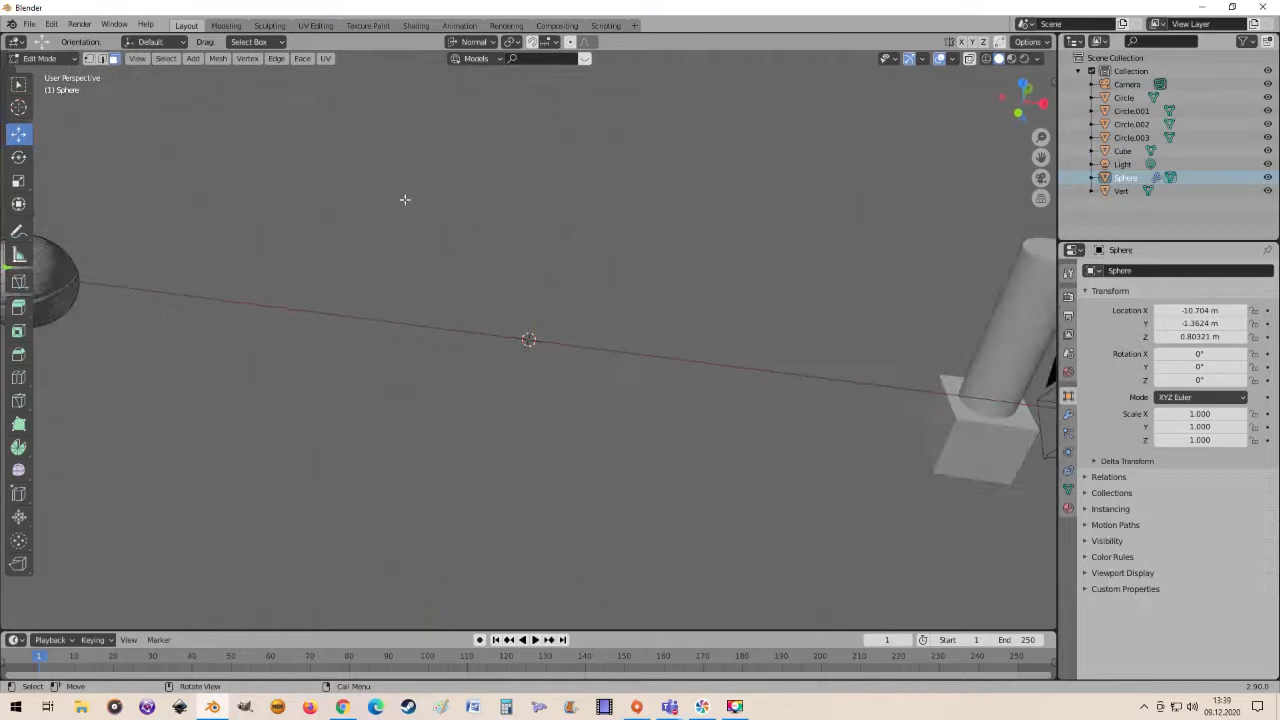 Blender
File Edit Render Window Help Layout Modeling Sculpting UV Editing Texture Paint Shading Animation Rendering Compositing Scripting + Scene View Layer
Orientation: Default Drag: Select Box Normal X Y Z Options
Edit Mode View Select Add Mesh Vertex Edge Face UV Models
User Perspective
(1) Sphere
Scene Collection
Collection
Camera
Circle
Circle.001
Circle.002
Circle.003
Cube
Light
Sphere
Vert
Sphere
Sphere
Transform
Location X -10.704 m
Y -1.3624 m
Z 0.80321 m
Rotation X 0°
Y 0°
Z 0°
Mode XYZ Euler
Scale X 1.000
Y 1.000
Z 1.000
Delta Transform
Relations
Collections
Instancing
Motion Paths
Visibility
Color Rules
Viewport Display
Custom Properties
Playback Keying View Marker 1 Start 1 End 250
1 10 20 30 40 50 60 70 80 90 100 110 120 130 140 150 160 170 180 190 200 210 220 230 240 250
Select Move Rotate View Call Menu 2.90.0
13:39
09.12.2020